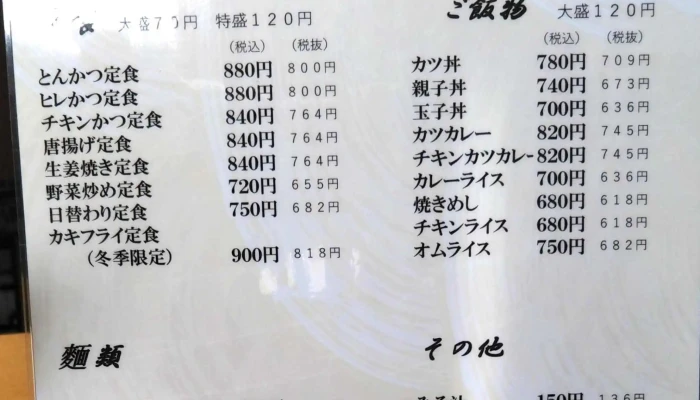 大盛70円 特盛120円
(税込) (税抜)
とんかつ定食 880円 800円
ヒレかつ定食 880円 800円
チキンかつ定食 840円 764円
唐揚げ定食 840円 764円
生姜焼き定食 840円 764円
野菜炒め定食 720円 655円
日替わり定食 750円 682円
カキフライ定食
(冬季限定) 900円 818円
麺類
ご飯物 大盛120円
(税込) (税抜)
カツ丼 780円 709円
親子丼 740円 673円
玉子丼 700円 636円
カツカレー 820円 745円
チキンカツカレー 820円 745円
カレーライス 700円 636円
焼きめし 680円 618円
チキンライス 680円 618円
オムライス 750円 682円
その他
みそ汁 150円 136円